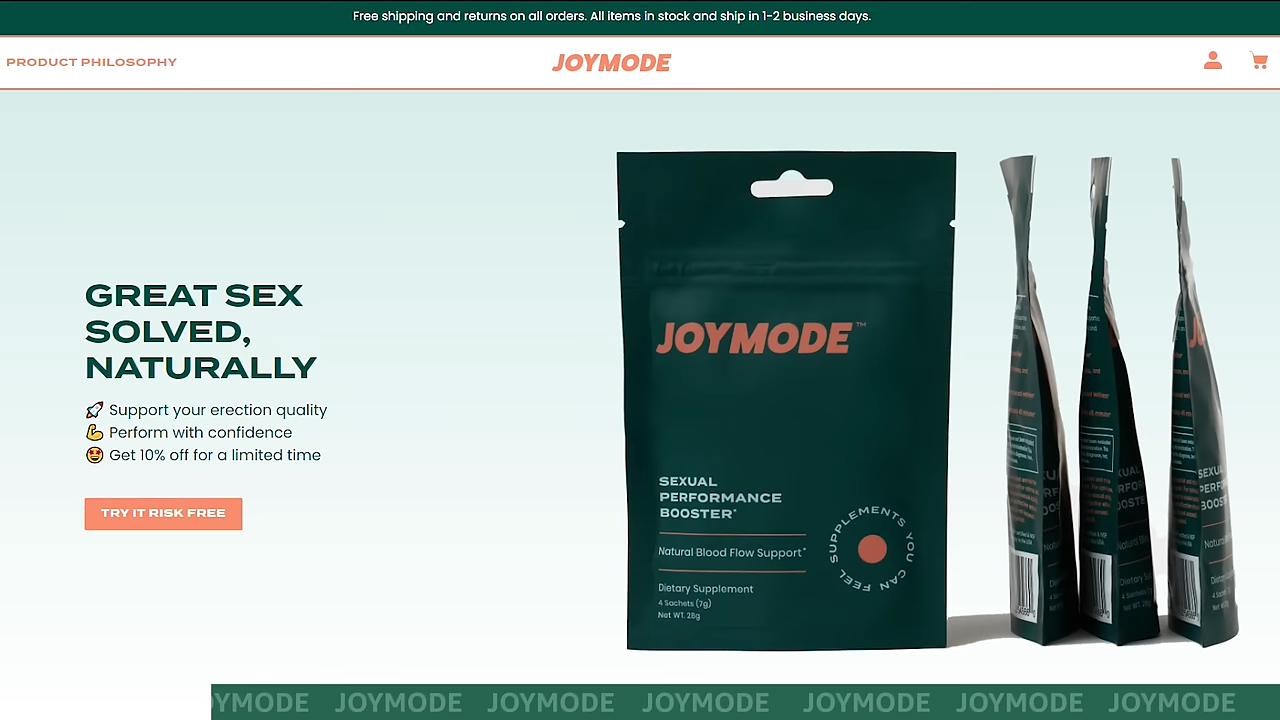 Free shipping and returns on all orders. All items in stock and ship in 1-2 business days.
PRODUCT PHILOSOPHY
JOYMODE
GREAT SEX
SOLVED,
NATURALLY
🚀 Support your erection quality
💪 Perform with confidence
🤩 Get 10% off for a limited time
TRY IT RISK FREE
JOYMODE™
SEXUAL
PERFORMANCE
BOOSTER*
Natural Blood Flow Support*
Dietary Supplement
4 Sachets (7g)
Net WT. 28g
SUPPLEMENTS YOU CAN FEEL
YMODE JOYMODE JOYMODE JOYMODE JOYMODE JOYMODE JOYMODE